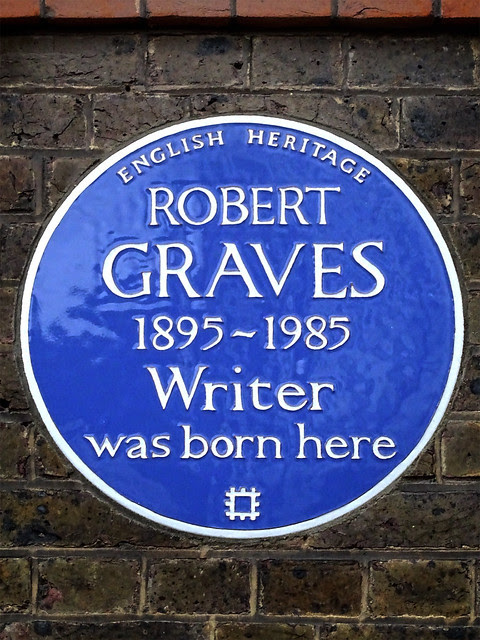 ENGLISH HERITAGE
ROBERT
GRAVES
1895~1985
Writer
was born here